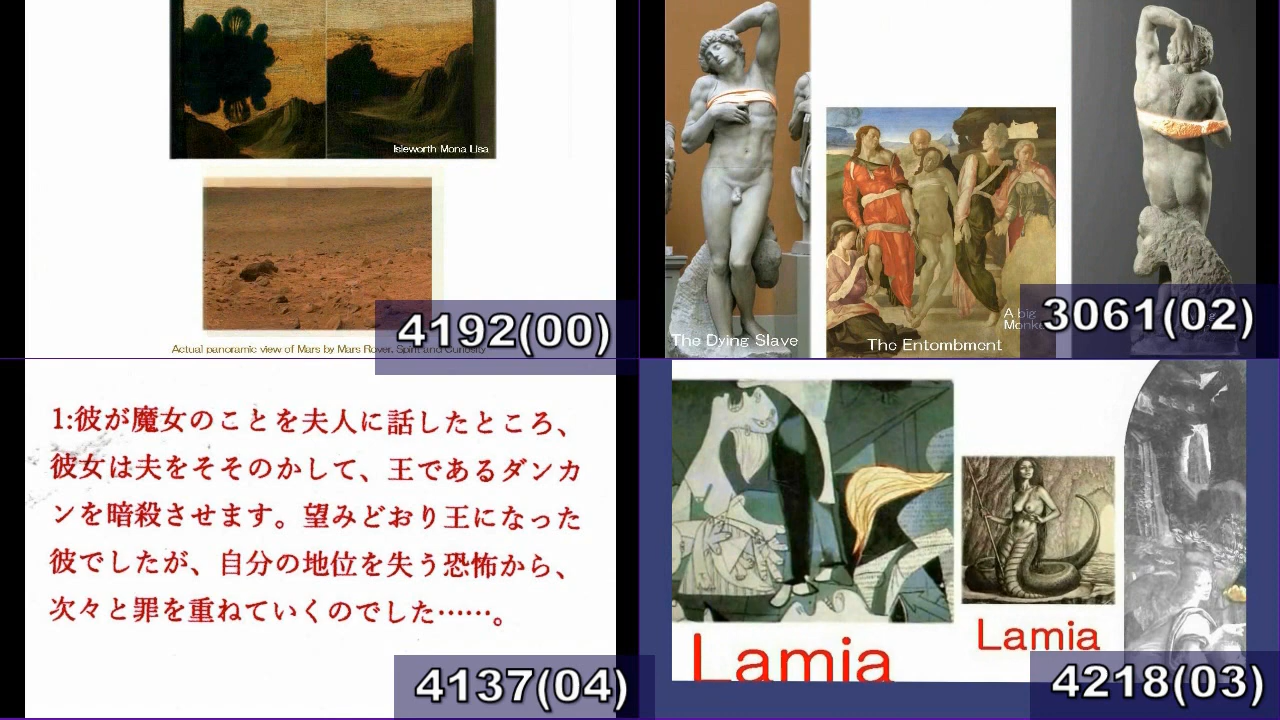 Isleworth Mona Lisa
Actual panoramic view of Mars by Mars Rover, Spirit and Curiosity
4192(00)
The Dying Slave
The Entombment
A big
3061(02)
1:彼が魔女のことを夫人に話したところ、
彼女は夫をそそのかして、王であるダンカ
ンを暗殺させます。望みどおり王になった
彼でしたが、自分の地位を失う恐怖から、
次々と罪を重ねていくのでした……。
4137(04)
Lamia
Lamia
4218(03)